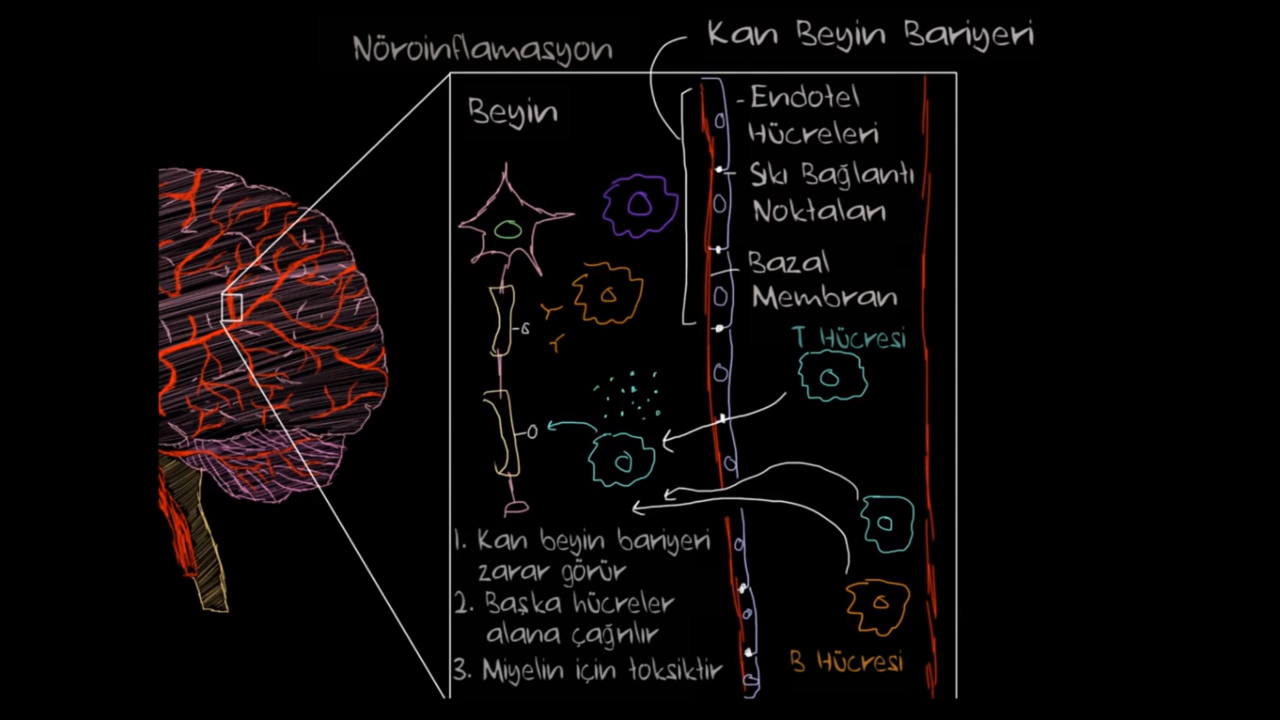 Nöroinflamasyon
Kan Beyin Bariyeri
Beyin
- Endotel
Hücreleri
Sıkı Bağlantı
Noktaları
Bazal
Membran
T Hücresi
1. Kan beyin bariyeri
zarar görür
2. Başka hücreler
alana çağrılır
3. Miyelin için toksiktir
B Hücresi